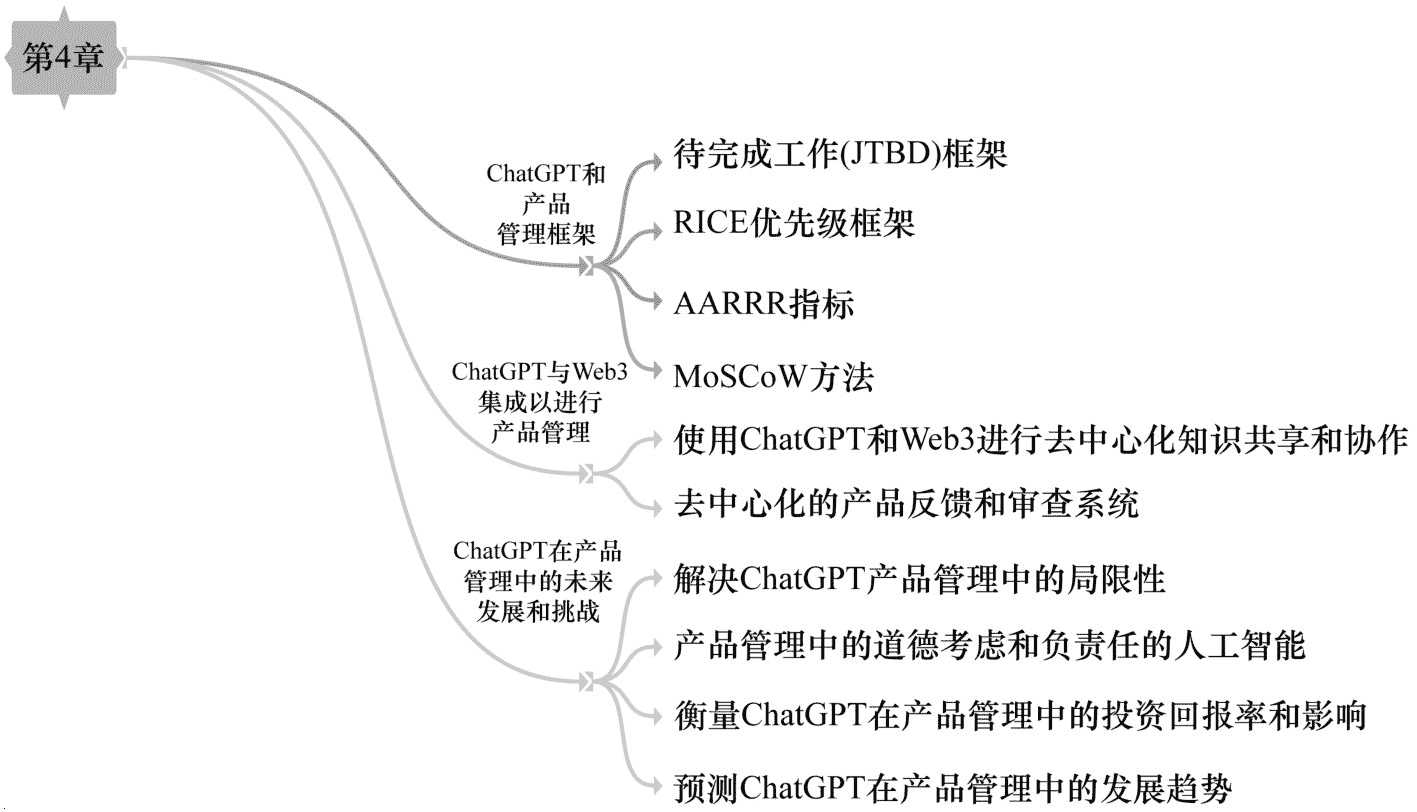 第4章
ChatGPT和
产品
管理框架
待完成工作(JTBD)框架
RICE优先级框架
AARRR指标
MoSCoW方法
ChatGPT与Web3
集成以进行
产品管理
使用ChatGPT和Web3进行去中心化知识共享和协作
去中心化的产品反馈和审查系统
ChatGPT在产品
管理中的未来
发展和挑战
解决ChatGPT产品管理中的局限性
产品管理中的道德考虑和负责任的人工智能
衡量ChatGPT在产品管理中的投资回报率和影响
预测ChatGPT在产品管理中的发展趋势